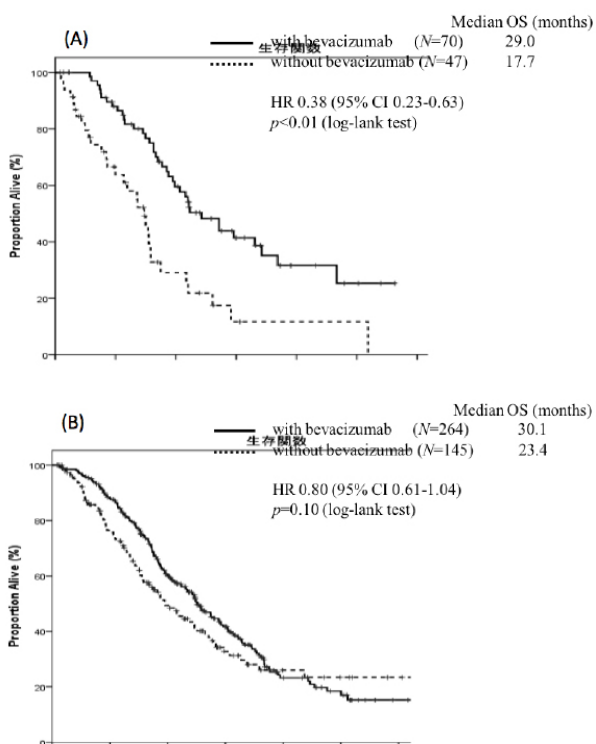 Median OS (months)
(A)
with bevacizumab (N=70) 29.0
生存関数
without bevacizumab (N=47) 17.7
HR 0.38 (95% CI 0.23-0.63)
p<0.01 (log-lank test)
100
80
60
40
20
0
Proportion Alive (%)
Median OS (months)
(B)
with bevacizumab (N=264) 30.1
生存関数
without bevacizumab (N=145) 23.4
HR 0.80 (95% CI 0.61-1.04)
p=0.10 (log-lank test)
100
80
60
40
20
0
Proportion Alive (%)